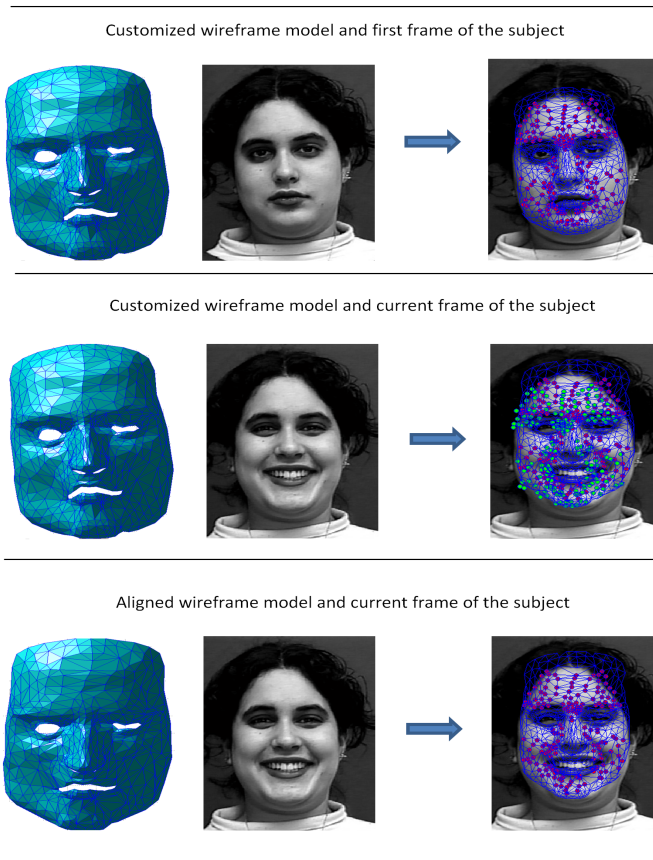 Customized wireframe model and first frame of the subject
Customized wireframe model and current frame of the subject
Aligned wireframe model and current frame of the subject